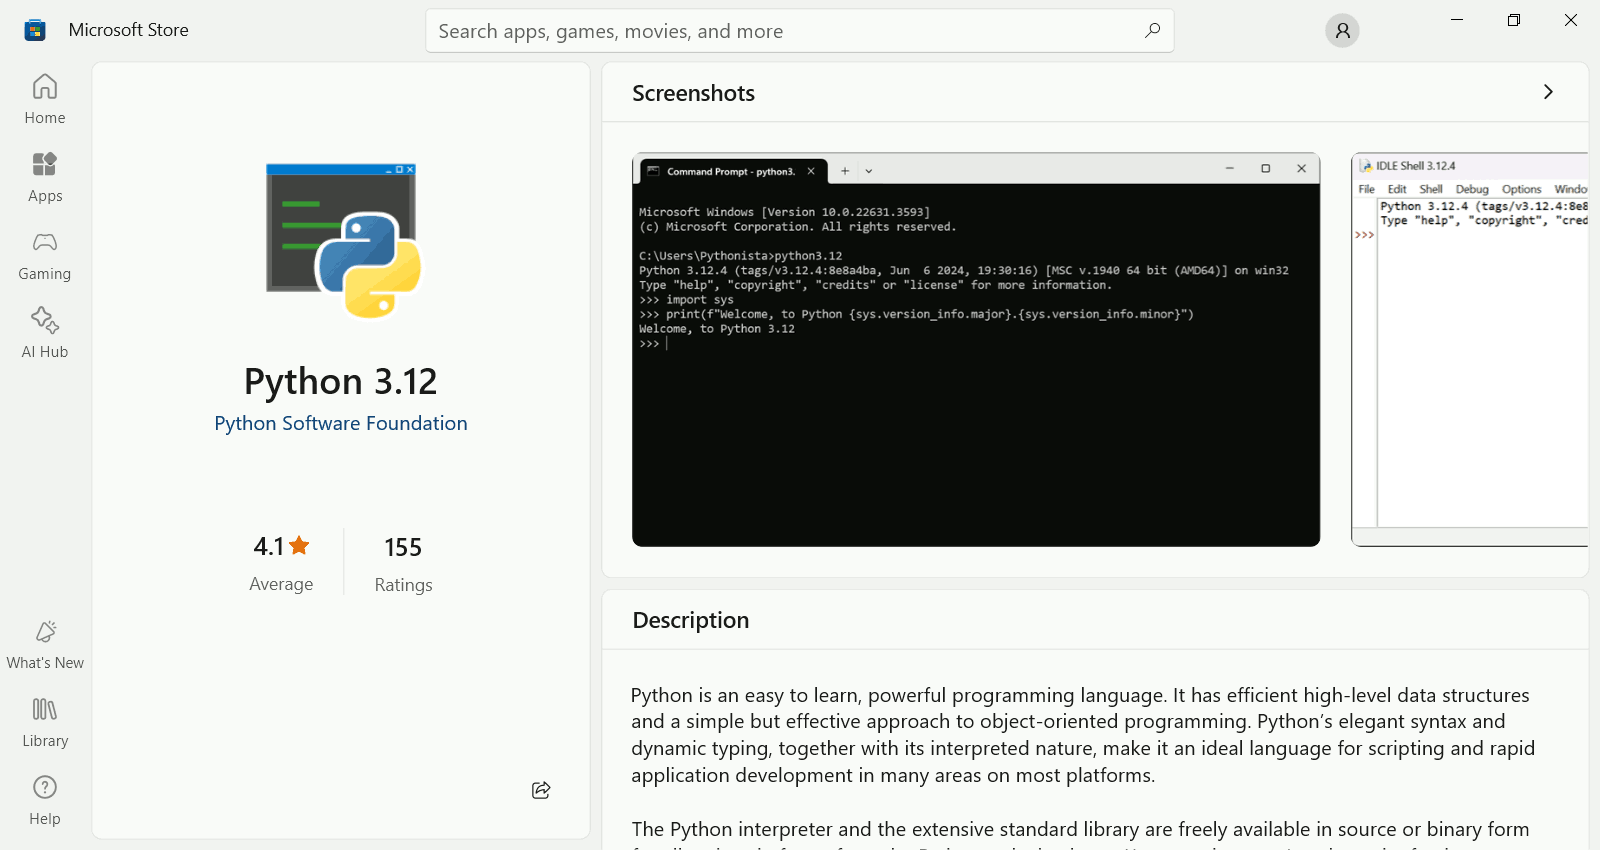 Microsoft Store
Search apps, games, movies, and more
Home
Apps
Gaming
AI Hub
What's New
Library
Help
Python 3.12
Python Software Foundation
4.1
Average
155
Ratings
Screenshots
Command Prompt - python3.
Microsoft Windows [Version 10.0.22631.3593]
(c) Microsoft Corporation. All rights reserved.
C:\Users\Pythonista>python3.12
Python 3.12.4 (tags/v3.12.4:8e8a4ba, Jun  6 2024, 19:30:16) [MSC v.1940 64 bit (AMD64)] on win32
Type "help", "copyright", "credits" or "license" for more information.
>>> import sys
>>> print(f"Welcome, to Python {sys.version_info.major}.{sys.version_info.minor}")
Welcome, to Python 3.12
>>>
IDLE Shell 3.12.4
File Edit Shell Debug Options Windo
Python 3.12.4 (tags/v3.12.4:8e8
Type "help", "copyright", "cred
>>>
Description
Python is an easy to learn, powerful programming language. It has efficient high-level data structures
and a simple but effective approach to object-oriented programming. Python’s elegant syntax and
dynamic typing, together with its interpreted nature, make it an ideal language for scripting and rapid
application development in many areas on most platforms.
The Python interpreter and the extensive standard library are freely available in source or binary form